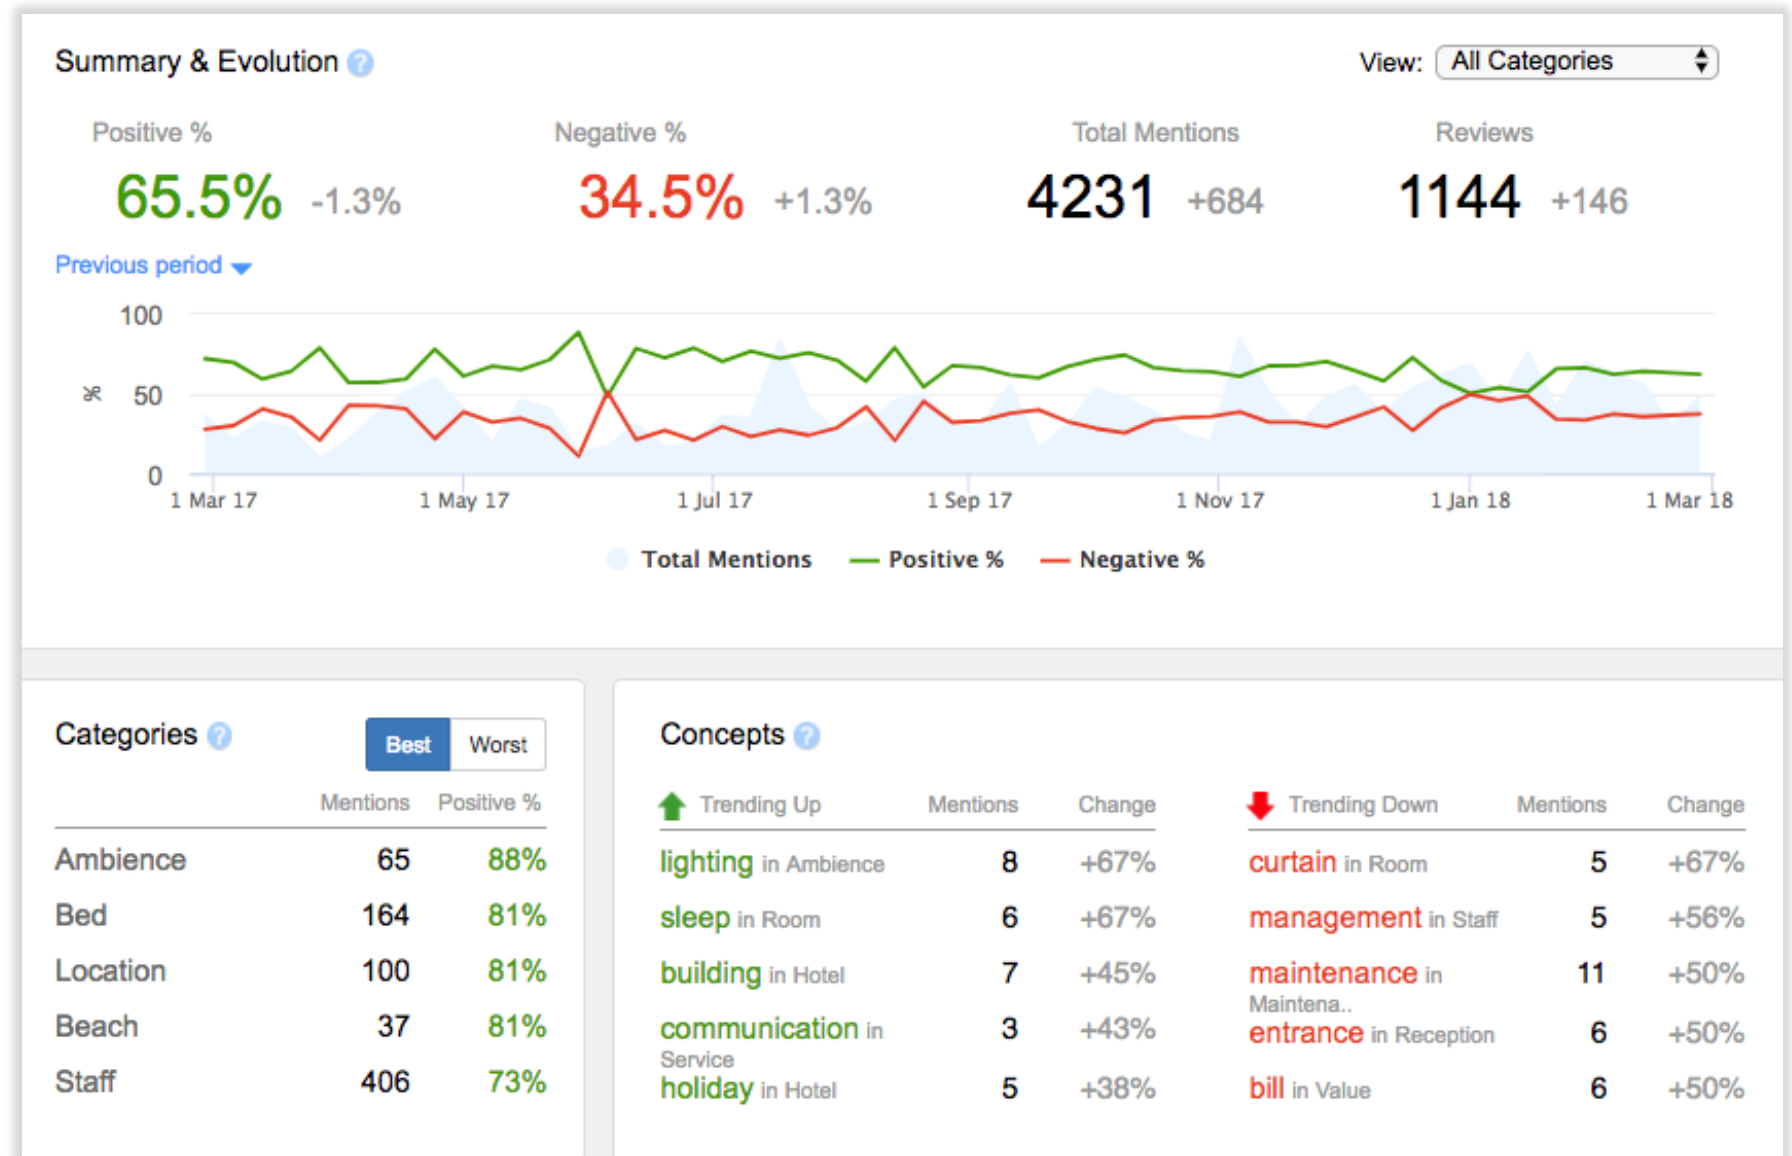 Summary & Evolution ?
View: All Categories
Positive % Negative % Total Mentions Reviews
65.5% -1.3% 34.5% +1.3% 4231 +684 1144 +146
Previous period
100
50
0
%
1 Mar 17 1 May 17 1 Jul 17 1 Sep 17 1 Nov 17 1 Jan 18 1 Mar 18
Total Mentions Positive % Negative %
Categories ? Best Worst
Mentions Positive %
Ambience 65 88%
Bed 164 81%
Location 100 81%
Beach 37 81%
Staff 406 73%
Concepts ?
Trending Up Mentions Change
lighting in Ambience 8 +67%
sleep in Room 6 +67%
building in Hotel 7 +45%
communication in 3 +43%
Service
holiday in Hotel 5 +38%
Trending Down Mentions Change
curtain in Room 5 +67%
management in Staff 5 +56%
maintenance in 11 +50%
Maintena..
entrance in Reception 6 +50%
bill in Value 6 +50%